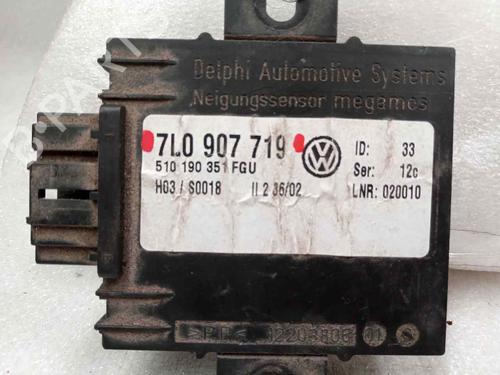 Delphi Automotive Systems
Neigungssensor megamos
7L0 907 719
ID: 33
510 190 351 FGU
Ser: 12c
H03 / S0018
II.2 36/02
LNR: 020010